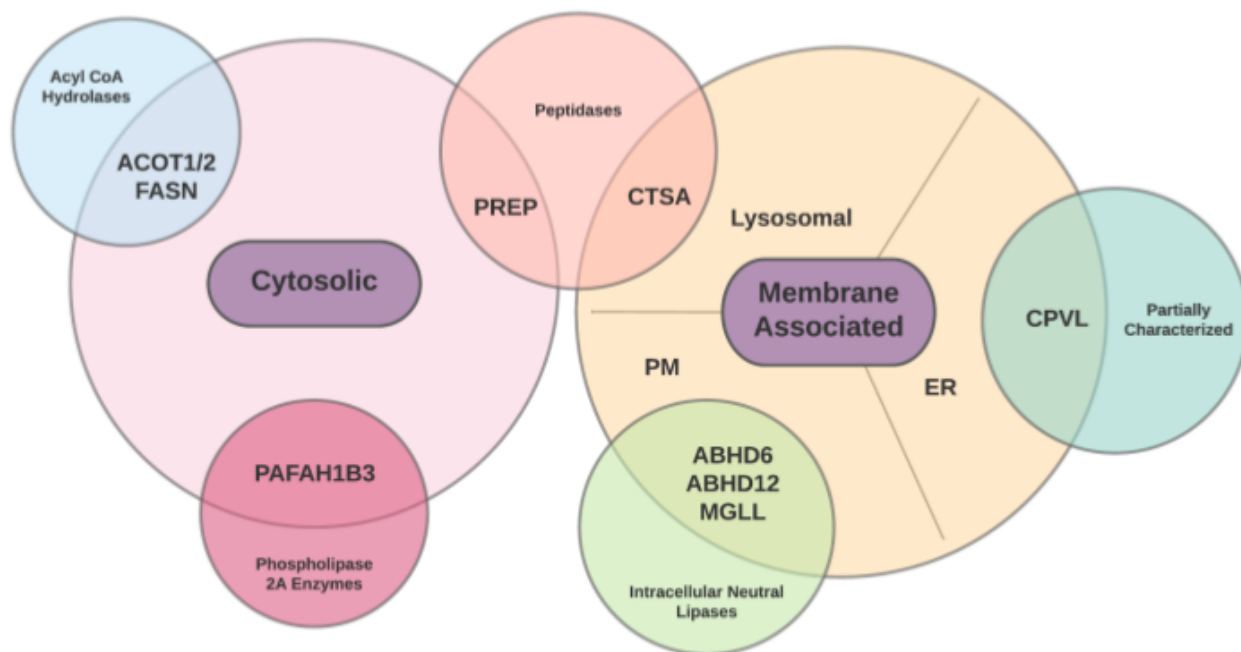 Acyl CoA
Hydrolases
ACOT1/2
FASN
Cytosolic
Peptidases
PREP
CTSA
Lysosomal
Membrane
Associated
PM
ER
CPVL
Partially
Characterized
PAFAH1B3
Phospholipase
2A Enzymes
ABHD6
ABHD12
MGLL
Intracellular Neutral
Lipases